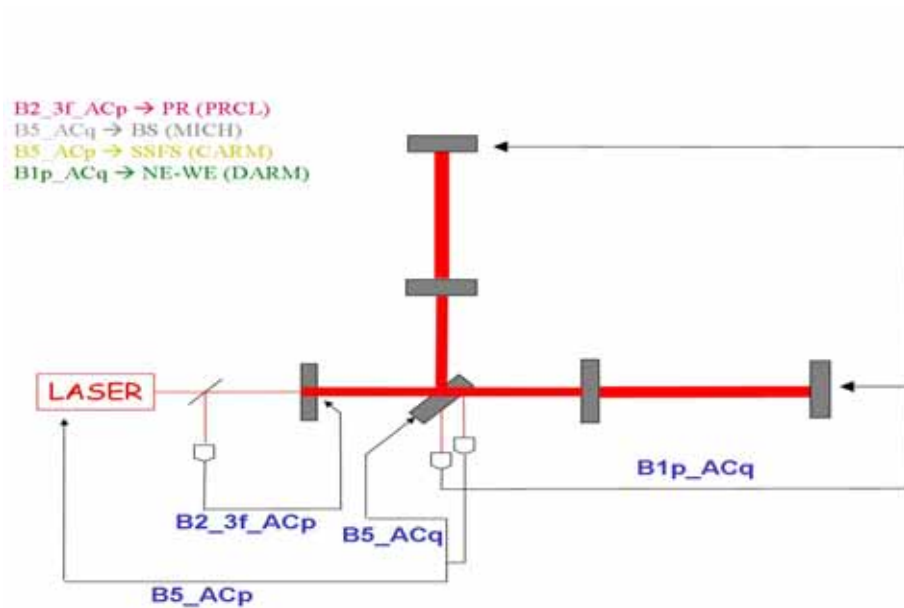 B2_3f_ACp → PR (PRCL)
B5_ACq → BS (MICH)
B5_ACp → SSFS (CARM)
B1p_ACq → NE-WE (DARM)
LASER
B1p_ACq
B2_3f_ACp
B5_ACq
B5_ACp